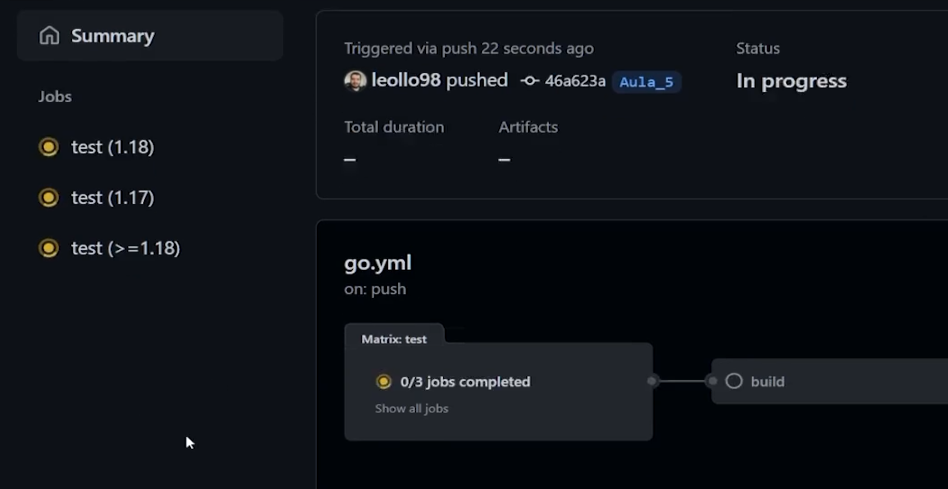 Summary
Jobs
test (1.18)
test (1.17)
test (>=1.18)
Triggered via push 22 seconds ago
leollo98 pushed 46a623a Aula_5
Status
In progress
Total duration
–
Artifacts
–
go.yml
on: push
Matrix: test
0/3 jobs completed
Show all jobs
build